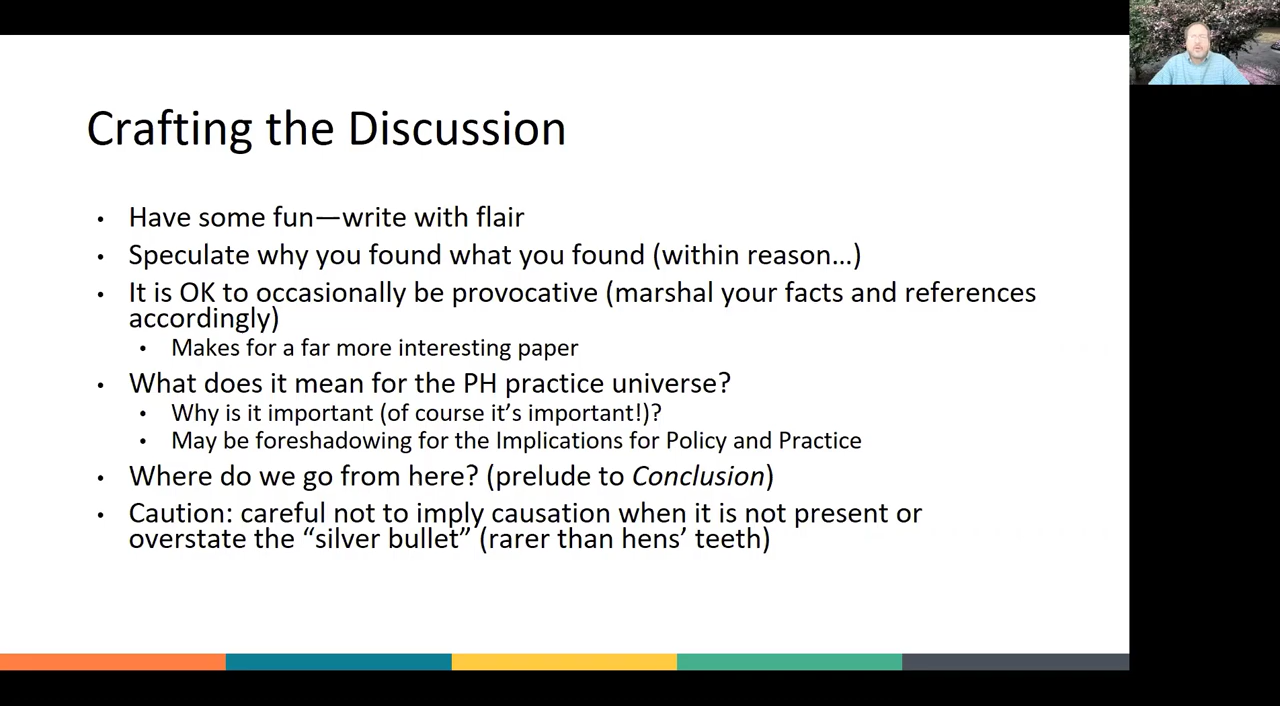 Crafting the Discussion
• Have some fun—write with flair
• Speculate why you found what you found (within reason…)
• It is OK to occasionally be provocative (marshal your facts and references
accordingly)
• Makes for a far more interesting paper
• What does it mean for the PH practice universe?
• Why is it important (of course it’s important!)?
• May be foreshadowing for the Implications for Policy and Practice
• Where do we go from here? (prelude to Conclusion)
• Caution: careful not to imply causation when it is not present or
overstate the “silver bullet” (rarer than hens’ teeth)